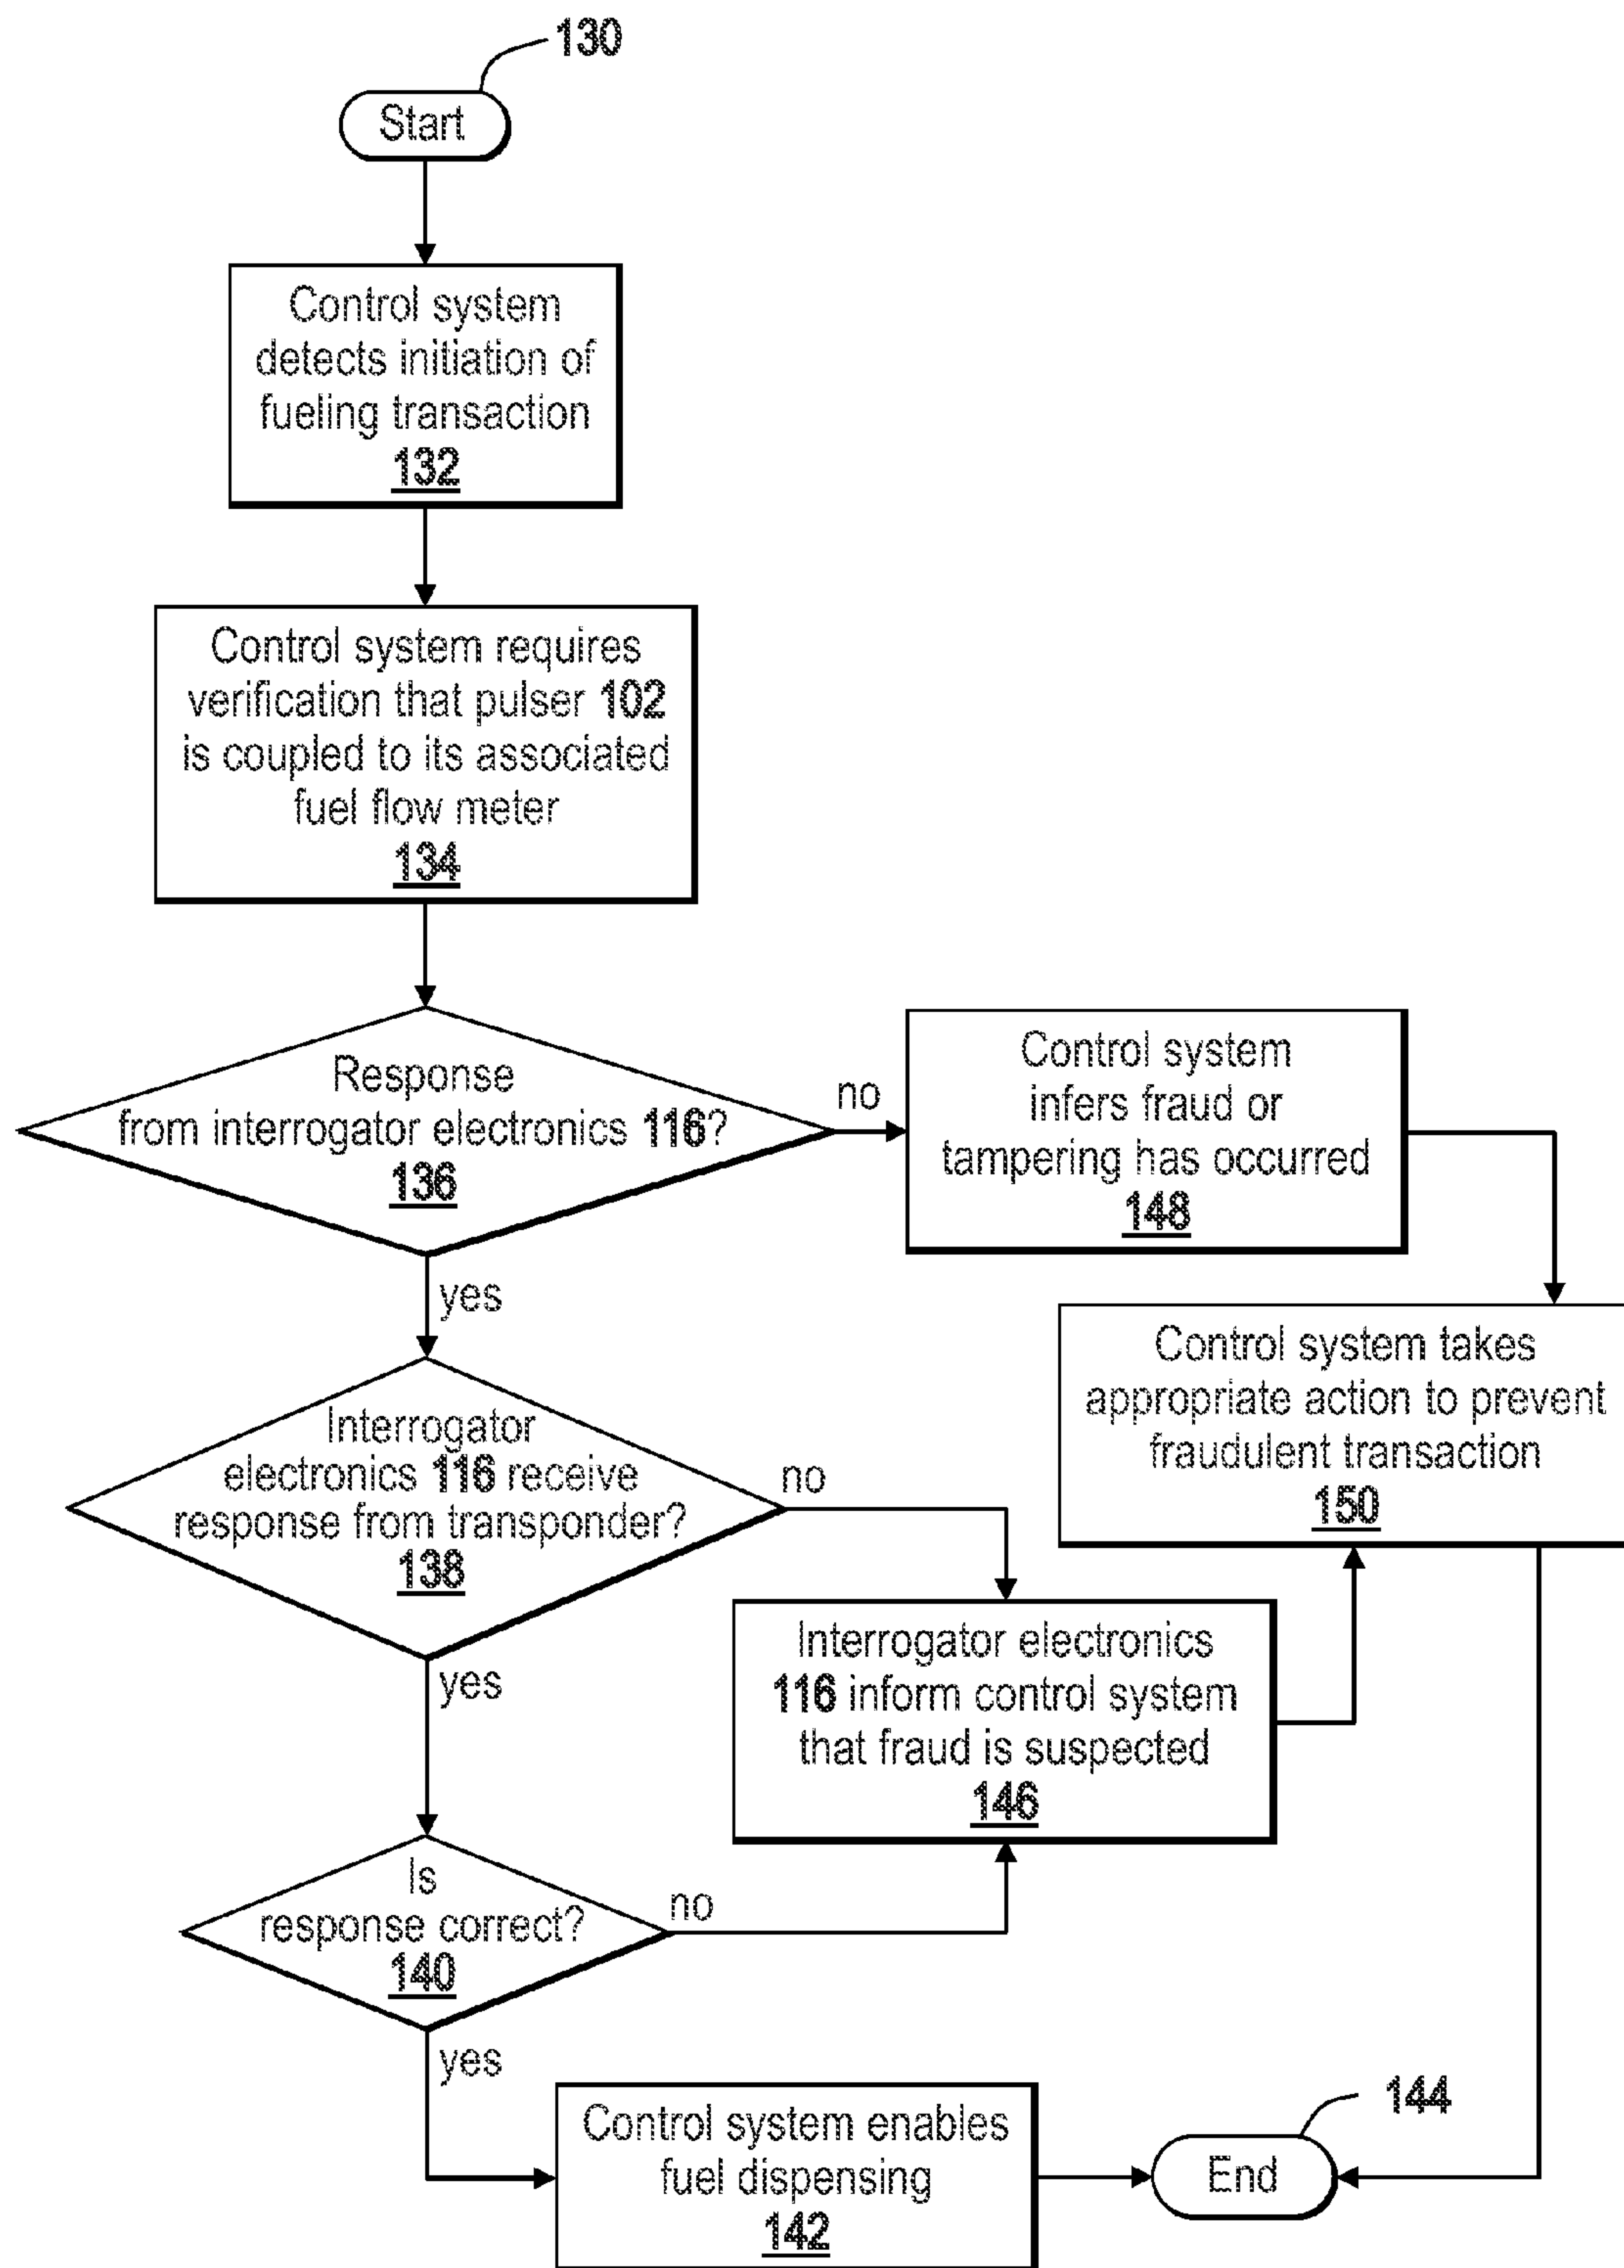 130
Start
Control system
detects initiation of
fueling transaction
132
Control system requires
verification that pulser 102
is coupled to its associated
fuel flow meter
134
Response
from interrogator electronics 116?
136
no
Control system
infers fraud or
tampering has occurred
148
yes
Control system takes
appropriate action to prevent
fraudulent transaction
150
Interrogator
electronics 116 receive
response from transponder?
138
no
yes
Interrogator electronics
116 inform control system
that fraud is suspected
146
Is
response correct?
140
no
yes
Control system enables
fuel dispensing
142
144
End